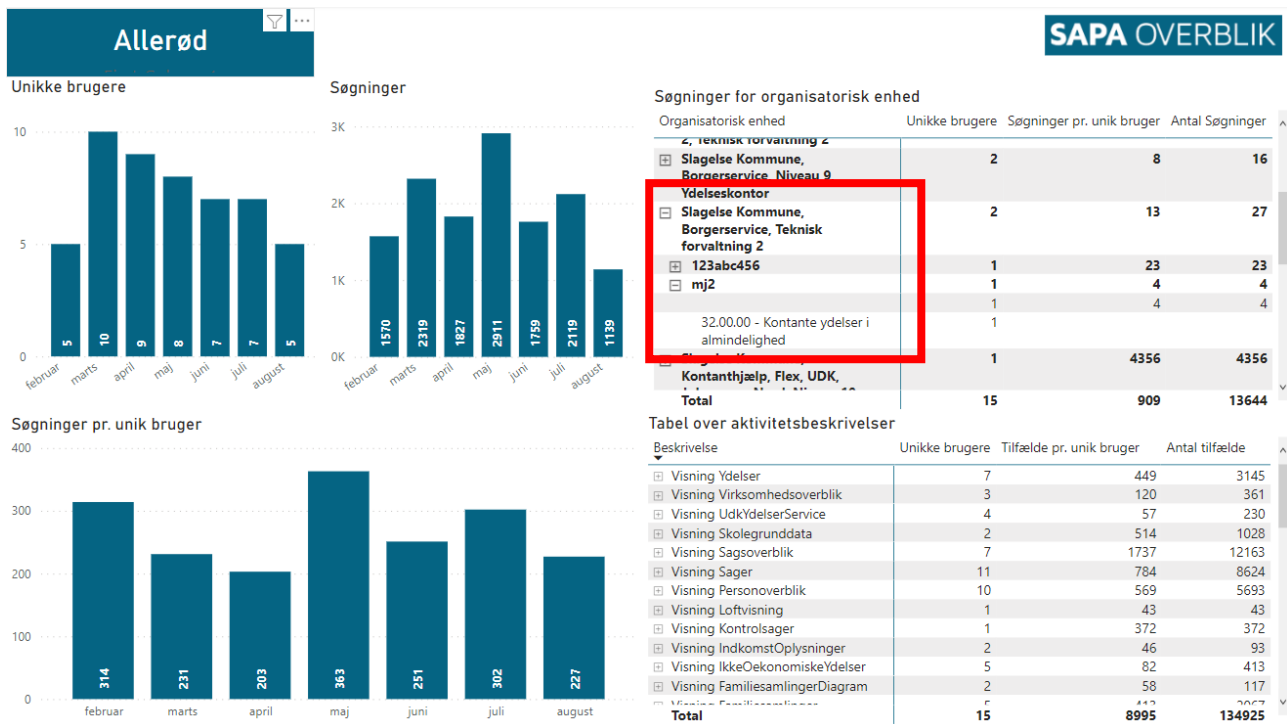 Allerød
SAPA OVERBLIK
Unikke brugere
10
5
0
5
10
9
8
7
7
5
februar
marts
april
maj
juni
juli
august
Søgninger
3K
2K
1K
0K
1570
2319
1827
2911
1759
2119
1139
februar
marts
april
maj
juni
juli
august
Søgninger for organisatorisk enhed
Organisatorisk enhed Unikke brugere Søgninger pr. unik bruger Antal Søgninger
2, Teknisk forvaltning 2
Slagelse Kommune, 2 8 16
Borgerservice, Niveau 9
Ydelseskontor
Slagelse Kommune, 2 13 27
Borgerservice, Teknisk
forvaltning 2
123abc456 1 23 23
mj2 1 4 4
1 4 4
32.00.00 - Kontante ydelser i 1
almindelighed
1 4356 4356
Kontanthjælp, Flex, UDK,
Total 15 909 13644
Søgninger pr. unik bruger
400
300
200
100
0
314
231
203
363
251
302
227
februar
marts
april
maj
juni
juli
august
Tabel over aktivitetsbeskrivelser
Beskrivelse Unikke brugere Tilfælde pr. unik bruger Antal tilfælde
Visning Ydelser 7 449 3145
Visning Virksomhedsoverblik 3 120 361
Visning UdkYdelserService 4 57 230
Visning Skolegrunddata 2 514 1028
Visning Sagsoverblik 7 1737 12163
Visning Sager 11 784 8624
Visning Personoverblik 10 569 5693
Visning Loftvisning 1 43 43
Visning Kontrolsager 1 372 372
Visning IndkomstOplysninger 2 46 93
Visning IkkeOekonomiskeYdelser 5 82 413
Visning FamiliesamlingerDiagram 2 58 117
Visning Familiesamlinger 5 413 2067
Total 15 8995 134925